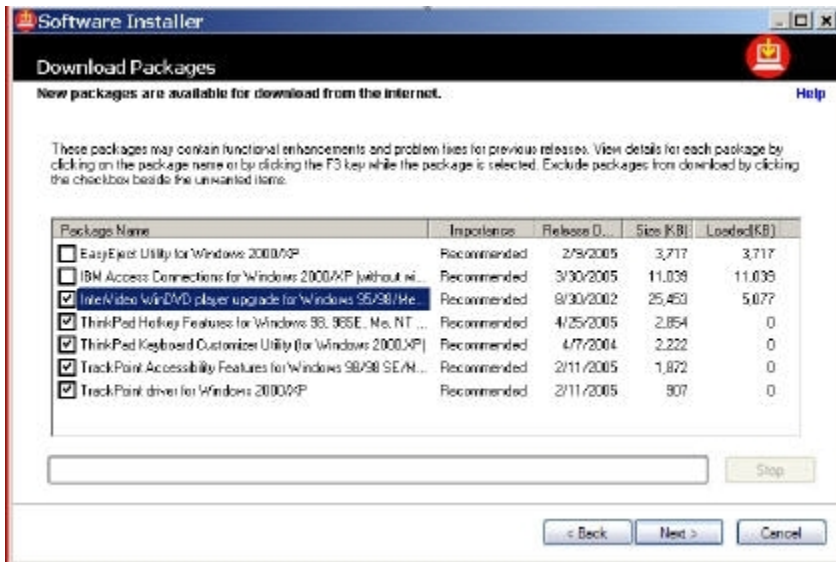 Software Installer
Download Packages
New packages are available for download from the internet.
Help
These packages may contain functional enhancements and problem fixes for previous releases. View details for each package by
clicking on the package name or by clicking the F3 key while the package is selected. Exclude packages from download by clicking
the checkbox beside the unwanted items.
Package Name Importance Release D... Size (KB) Loaded(KB)
EasyEject Utility for Windows 2000/XP Recommended 2/9/2005 3,717 3,717
IBM Access Connections for Windows 2000/XP (without wi... Recommended 3/30/2005 11,039 11,039
InterVideo WinDVD player upgrade for Windows 95/98/Me... Recommended 8/30/2002 25,453 5,077
ThinkPad Hotkey Features for Windows 98, 98SE, Me, NT ... Recommended 4/25/2005 2,854 0
ThinkPad Keyboard Customizer Utility (for Windows 2000,XP) Recommended 4/7/2004 2,222 0
TrackPoint Accessibility Features for Windows 98/98 SE/M... Recommended 2/11/2005 1,872 0
TrackPoint driver for Windows 2000/XP Recommended 2/11/2005 907 0
Stop
< Back Next > Cancel